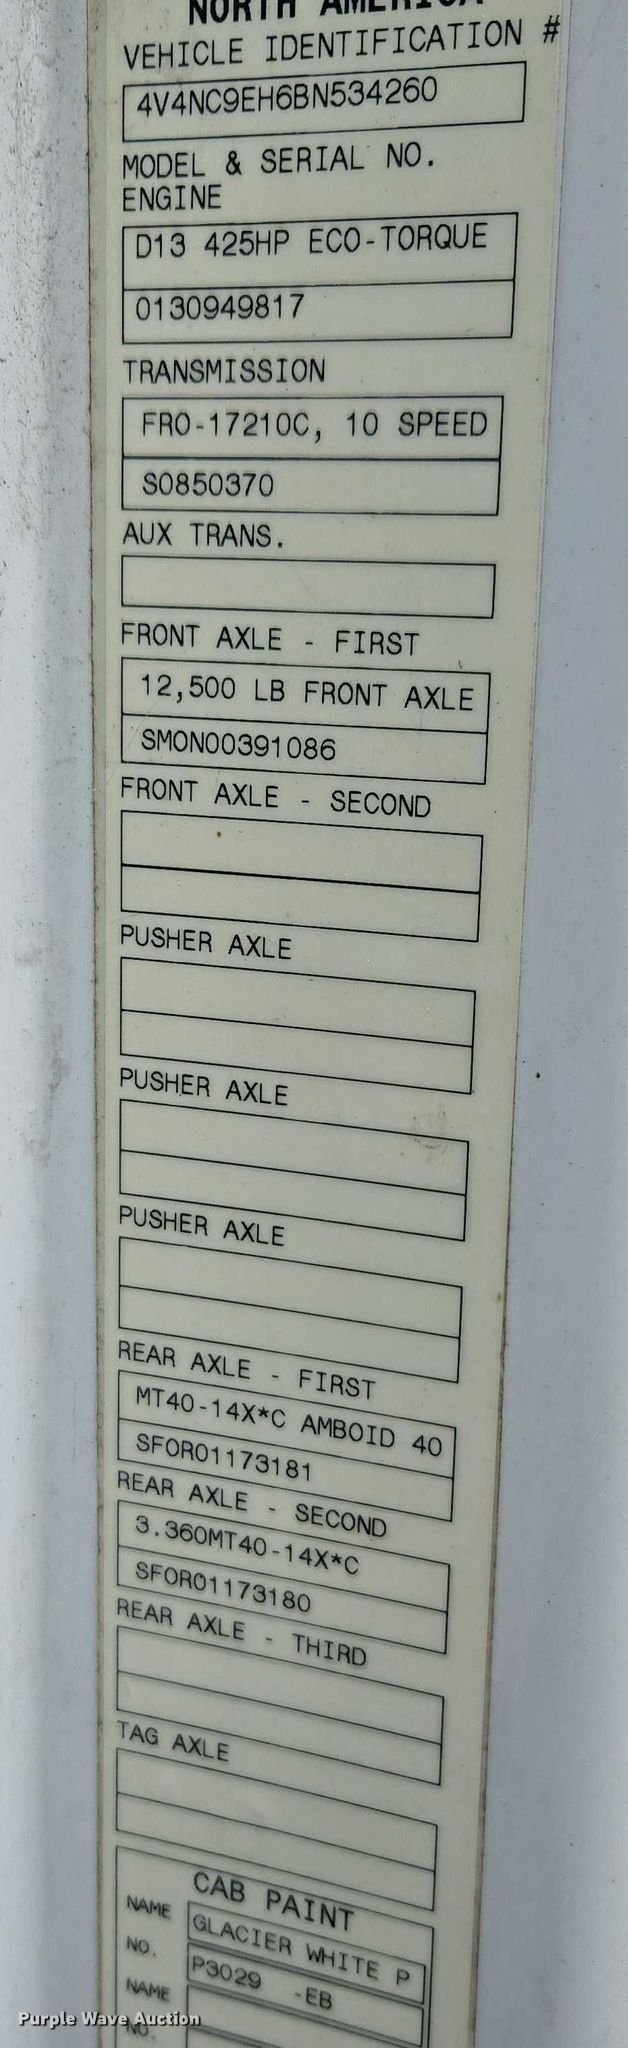 NORTH AMERICA
VEHICLE IDENTIFICATION #
4V4NC9EH6BN534260
MODEL & SERIAL NO.
ENGINE
D13 425HP ECO-TORQUE
0130949817
TRANSMISSION
FRO-17210C, 10 SPEED
S0850370
AUX TRANS.
FRONT AXLE - FIRST
12,500 LB FRONT AXLE
SMON00391086
FRONT AXLE - SECOND
PUSHER AXLE
PUSHER AXLE
PUSHER AXLE
REAR AXLE - FIRST
MT40-14X*C AMBOID 40
SFOR01173181
REAR AXLE - SECOND
3.360MT40-14X*C
SFOR01173180
REAR AXLE - THIRD
TAG AXLE
CAB PAINT
NAME GLACIER WHITE P
NO. P3029 -EB
NAME
NO.
Purple Wave Auction